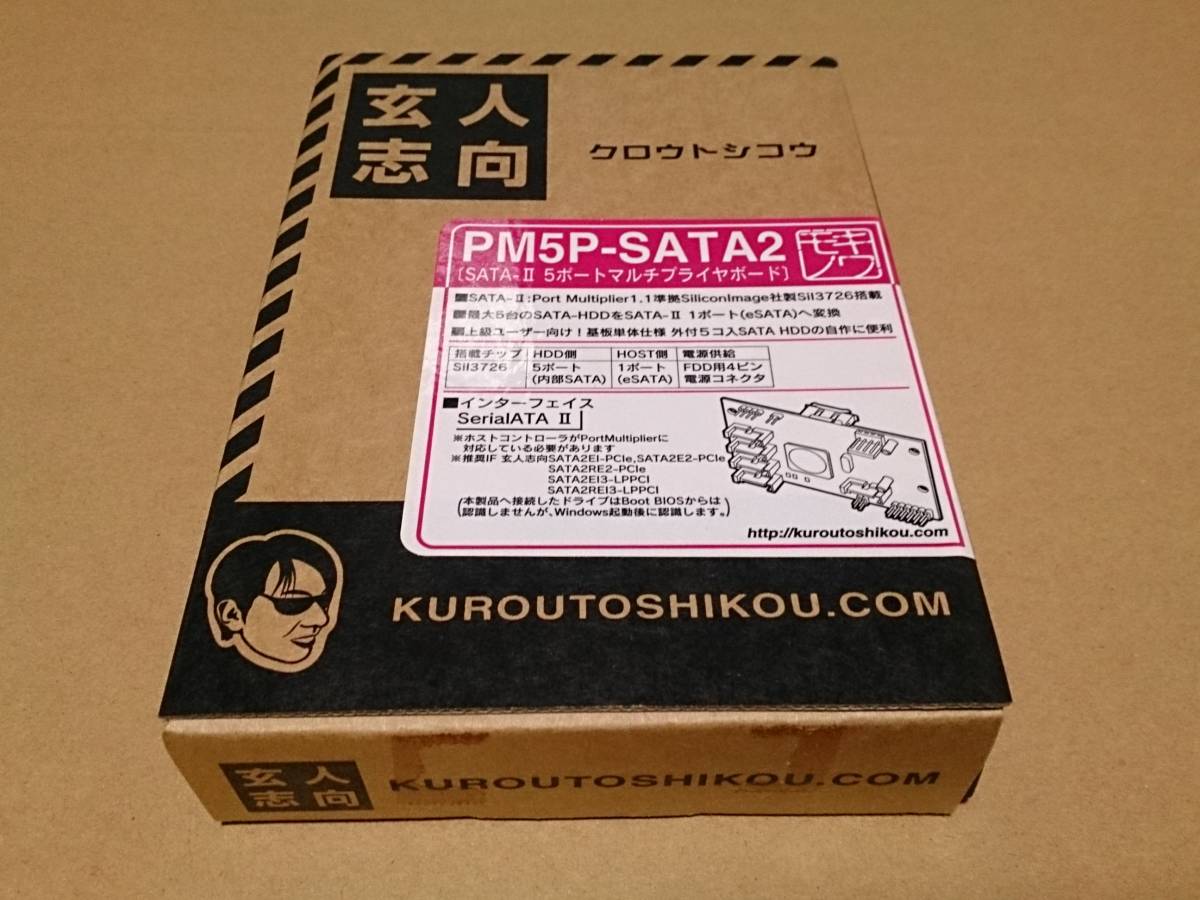 玄人
志向
クロウトシコウ
PM5P-SATA2
キワ
モノ
[SATA-II 5ポートマルチプライヤボード]
■SATA-II:Port Multiplier1.1準拠SiliconImage社製SiI3726搭載
■最大5台のSATA-HDDをSATA-II 1ポート(eSATA)へ変換
■上級ユーザー向け!基板単体仕様 外付5コ入SATA HDDの自作に便利
搭載チップ HDD側 HOST側 電源供給
SiI3726 5ポート 1ポート FDD用4ピン
(内部SATA) (eSATA) 電源コネクタ
■インターフェイス
SerialATA II
※ホストコントローラがPortMultiplierに
対応している必要があります
※推奨IF 玄人志向SATA2EI-PCIe,SATA2E2-PCIe
SATA2RE2-PCIe
SATA2EI3-LPPCI
SATA2REI3-LPPCI
(本製品へ接続したドライブはBoot BIOSからは
認識しませんが、Windows起動後に認識します。)
http://kuroutoshikou.com
KUROUTOSHIKOU.COM
玄人
志向
KUROUTOSHIKOU.COM